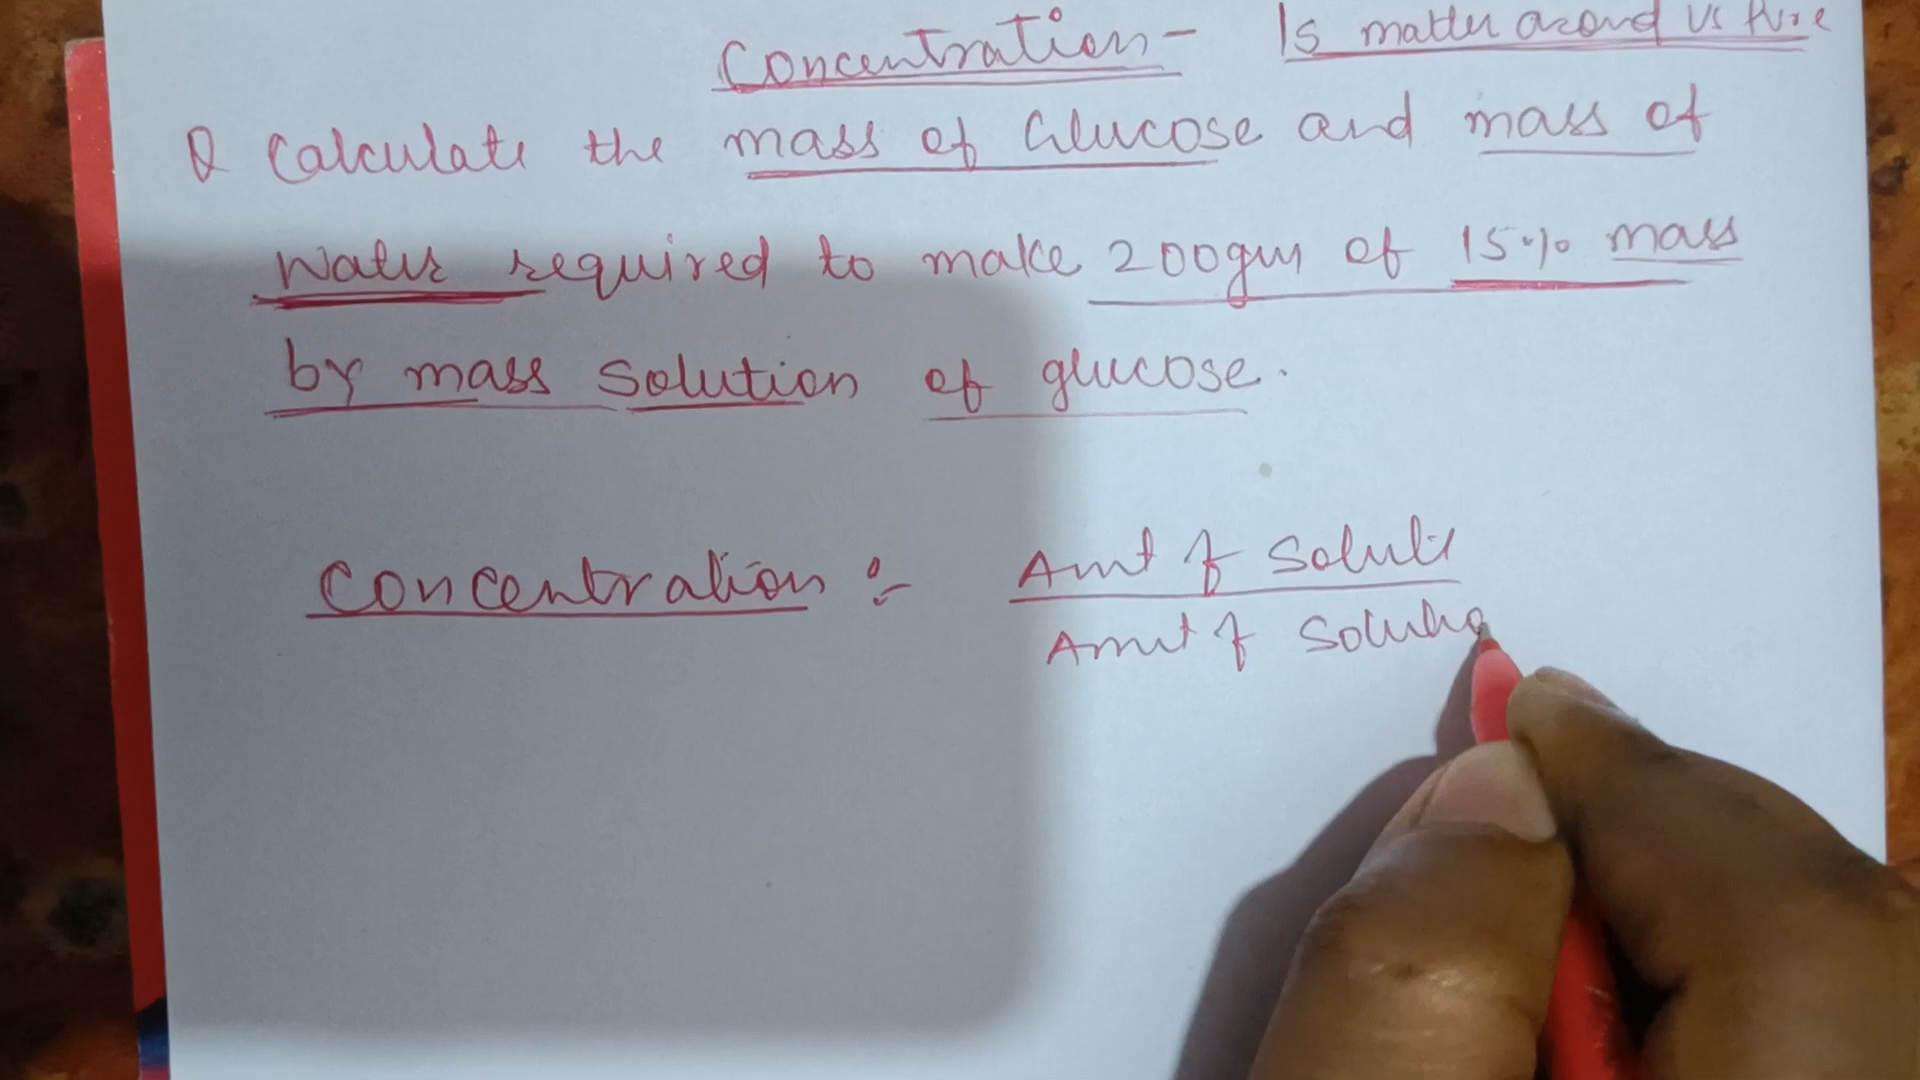 Concentration - Is matter around us Pure
Q Calculate the mass of Glucose and mass of
Water required to make 200gm of 15% mass
by mass solution of glucose.
Concentration :- Amt of Solute
Amt of Solutio